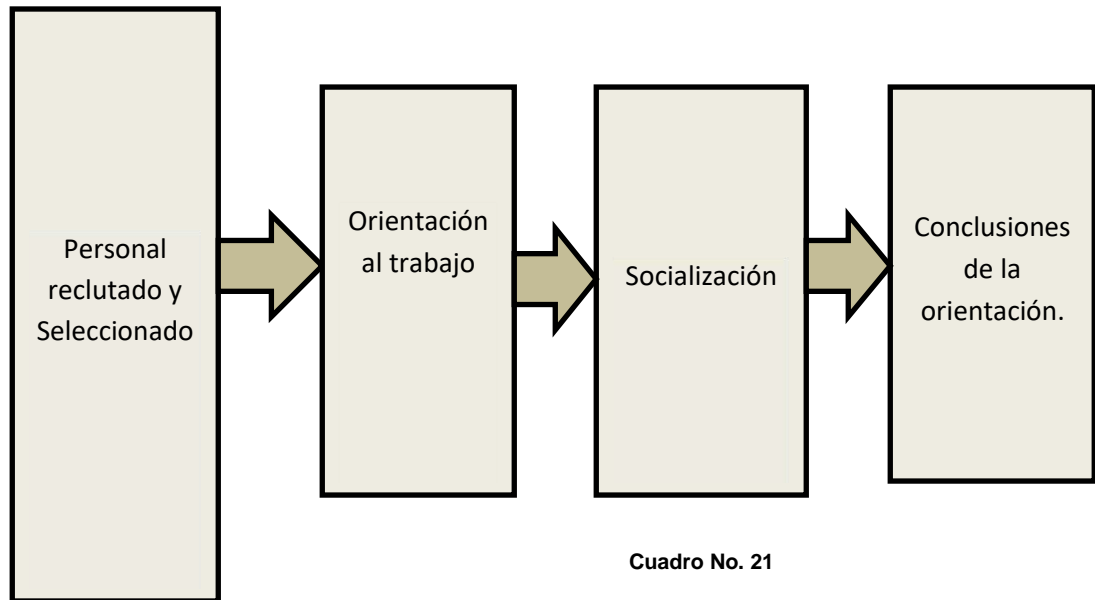 Personal
reclutado y
Seleccionado
Orientación
al trabajo
Socialización
Conclusiones
de la
orientación.
Cuadro No. 21